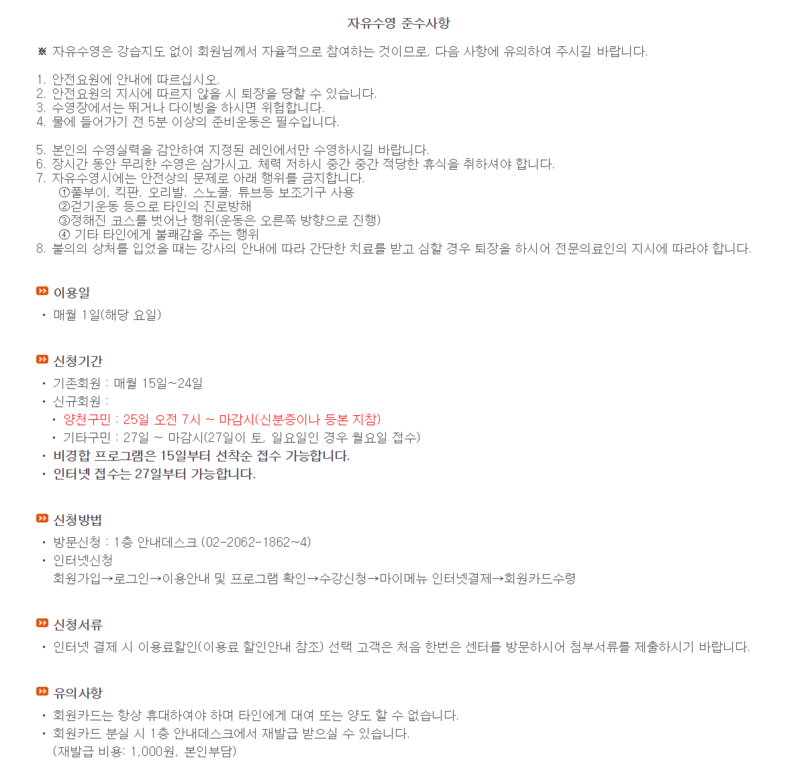 자유수영 준수사항
※ 자유수영은 강습지도 없이 회원님께서 자율적으로 참여하는 것이므로, 다음 사항에 유의하여 주시길 바랍니다.
1. 안전요원에 안내에 따르십시오.
2. 안전요원의 지시에 따르지 않을 시 퇴장을 당할 수 있습니다.
3. 수영장에서는 뛰거나 다이빙을 하시면 위험합니다.
4. 물에 들어가기 전 5분 이상의 준비운동은 필수입니다.
5. 본인의 수영실력을 감안하여 지정된 레인에서만 수영하시길 바랍니다.
6. 장시간 동안 무리한 수영은 삼가시고, 체력 저하시 중간 중간 적당한 휴식을 취하셔야 합니다.
7. 자유수영시에는 안전상의 문제로 아래 행위를 금지합니다.
①풀부이, 킥판, 오리발, 스노쿨, 튜브등 보조기구 사용
②걷기운동 등으로 타인의 진로방해
③정해진 코스를 벗어난 행위(운동은 오른쪽 방향으로 진행)
④ 기타 타인에게 불쾌감을 주는 행위
8. 불의의 상처를 입었을 때는 강사의 안내에 따라 간단한 치료를 받고 심할 경우 퇴장을 하시어 전문의료인의 지시에 따라야 합니다.
이용일
• 매월 1일(해당 요일)
신청기간
• 기존회원 : 매월 15일~24일
• 신규회원 :
• 양천구민 : 25일 오전 7시 ~ 마감시(신분증이나 등본 지참)
• 기타구민 : 27일 ~ 마감시(27일이 토, 일요일인 경우 월요일 접수)
• 비경합 프로그램은 15일부터 선착순 접수 가능합니다.
• 인터넷 접수는 27일부터 가능합니다.
신청방법
• 방문신청 : 1층 안내데스크 (02-2062-1862~4)
• 인터넷신청
회원가입→로그인→이용안내 및 프로그램 확인→수강신청→마이메뉴 인터넷결제→회원카드수령
신청서류
• 인터넷 결제 시 이용료할인(이용료 할인안내 참조) 선택 고객은 처음 한번은 센터를 방문하시어 첨부서류를 제출하시기 바랍니다.
유의사항
• 회원카드는 항상 휴대하여야 하며 타인에게 대여 또는 양도 할 수 없습니다.
• 회원카드 분실 시 1층 안내데스크에서 재발급 받으실 수 있습니다.
(재발급 비용: 1,000원, 본인부담)